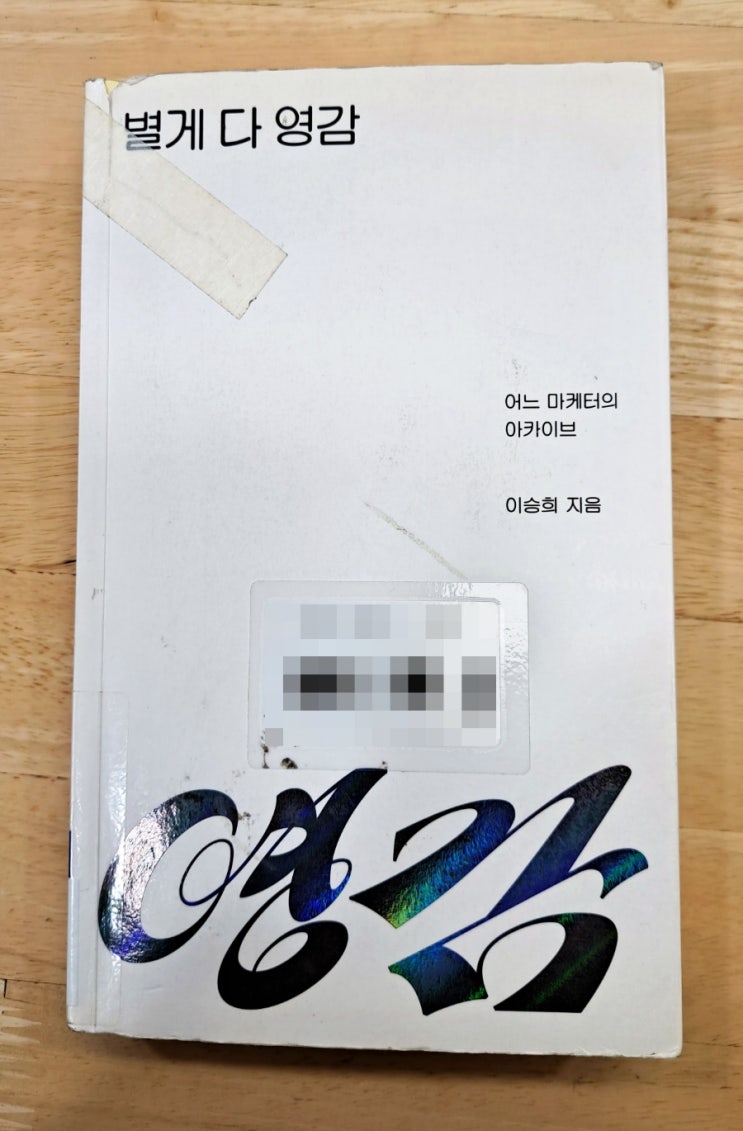 별게 다 영감
어느 마케터의
아카이브
이승희 지음
영감